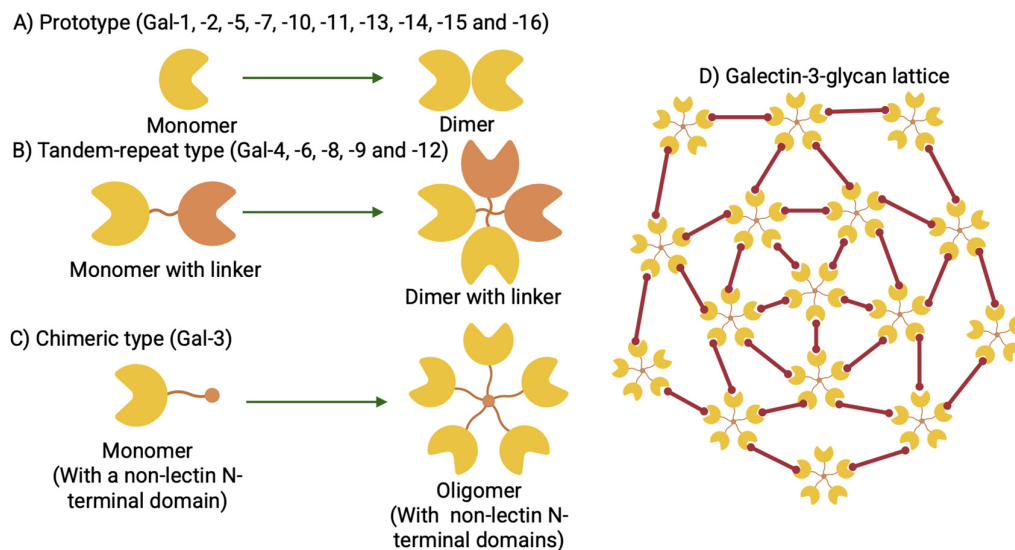 A) Prototype (Gal-1, -2, -5, -7, -10, -11, -13, -14, -15 and -16)
Monomer
Dimer
B) Tandem-repeat type (Gal-4, -6, -8, -9 and -12)
Monomer with linker
Dimer with linker
C) Chimeric type (Gal-3)
Monomer
(With a non-lectin N-
terminal domain)
Oligomer
(With non-lectin N-
terminal domains)
D) Galectin-3-glycan lattice